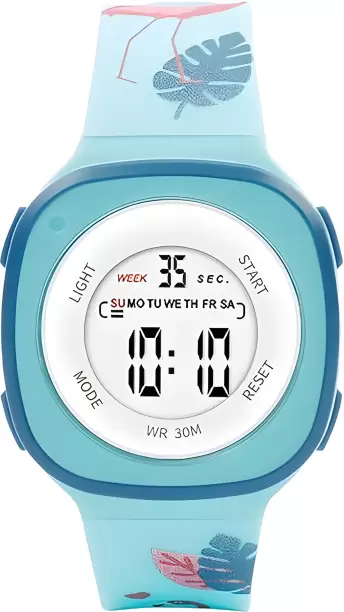 LIGHT
START
WEEK 35 SEC.
SU MO TU WE TH FR SA
10:10
MODE
RESET
WR 30M